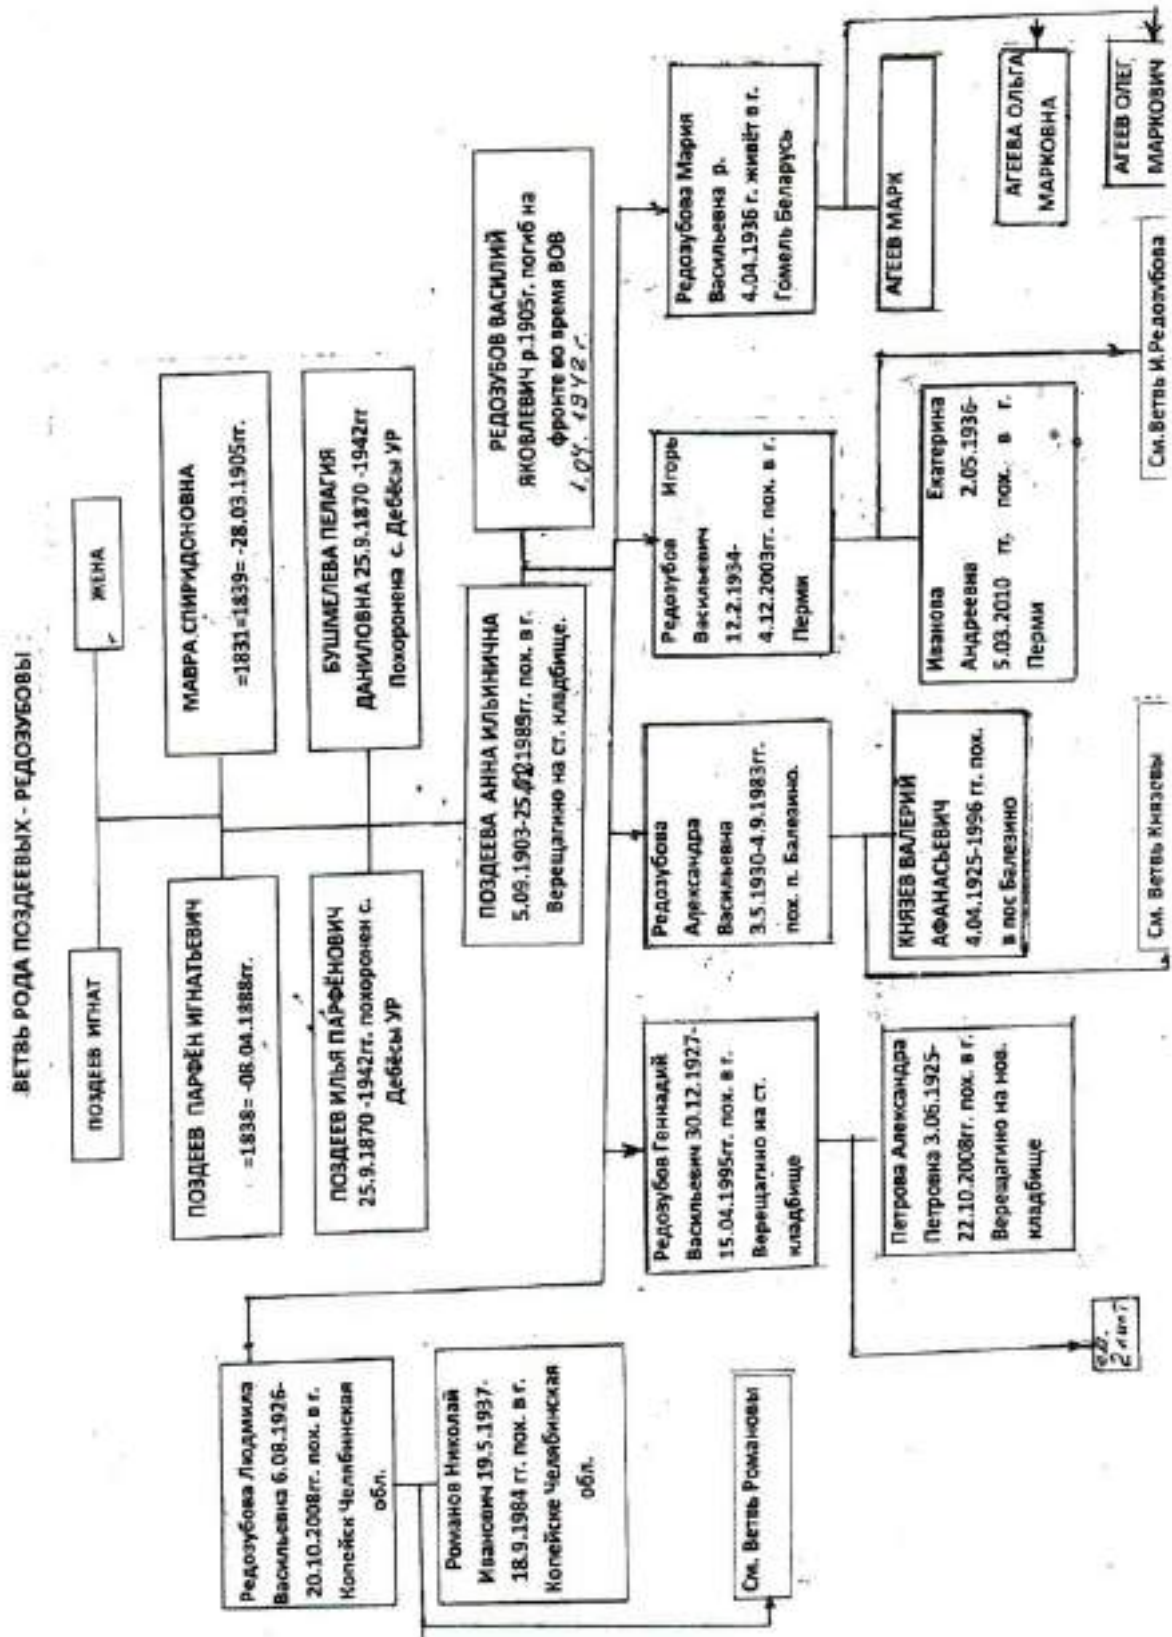 ВЕТВЬ РОДА ПОЗДЕЕВЫХ - РЕДОЗУБОВЫ
ПОЗДЕЕВ ИГНАТ
ЖЕНА
ПОЗДЕЕВ ПАРФЁН ИГНАТЬЕВИЧ
=1838= -08.04.1888гг.
МАВРА СПИРИДОНОВНА
=1831=1839= -28.03.1905гг.
ПОЗДЕЕВ ИЛЬЯ ПАРФЁНОВИЧ
25.9.1870 -1942гг. похоронен с.
Дебёсы УР
БУШМЕЛЕВА ПЕЛАГИЯ
ДАНИЛОВНА 25.9.1870 -1942гг
Похоронена с. Дебёсы УР
ПОЗДЕЕВА АННА ИЛЬИНИЧНА
5.09.1903-25.02.1985гг. пох. в г.
Верещагино на ст. кладбище.
РЕДОЗУБОВ ВАСИЛИЙ
ЯКОВЛЕВИЧ р.1905г. погиб на
фронте во время ВОВ
1.04. 1942 г.
Редозубова Людмила
Васильевна 6.08.1926-
20.10.2008гг. пох. в г.
Копейск Челябинская
обл.
Романов Николай
Иванович 19.5.1937-
18.9.1984 гг. пох. в г.
Копейске Челябинская
обл.
См. Ветвь Романовы
Редозубов Геннадий
Васильевич 30.12.1927-
15.04.1995гг. пох. в г.
Верещагино на ст.
кладбище
Петрова Александра
Петровна 3.06.1925-
22.10.2008гг. пох. в г.
Верещагино на нов.
кладбище
2 лист
Редозубова
Александра
Васильевна
3.5.1930-4.9.1983гг.
пох. п. Балезино.
КНЯЗЕВ ВАЛЕРИЙ
АФАНАСЬЕВИЧ
4.04.1925-1996 гг. пох.
в пос Балезино
См. Ветвь Князевы
Редозубов Игорь
Васильевич
12.2.1934-
4.12.2003гг. пох. в г.
Перми
Иванова Екатерина
Андреевна 2.05.1936-
5.03.2010 гг. пох. в г.
Перми
См.Ветвь И.Редозубова
Редозубова Мария
Васильевна р.
4.04.1936 г. живёт в г.
Гомель Беларусь
АГЕЕВ МАРК
АГЕЕВА ОЛЬГА
МАРКОВНА
АГЕЕВ ОЛЕГ
МАРКОВИЧ